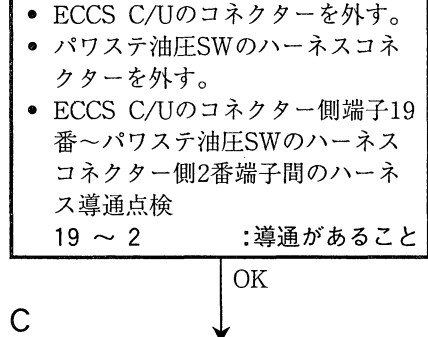 • ECCS C/Uのコネクターを外す。
• パワステ油圧SWのハーネスコネ
クターを外す。
• ECCS C/Uのコネクター側端子19
番～パワステ油圧SWのハーネス
コネクター側2番端子間のハーネ
ス導通点検
19 ～ 2 :導通があること
OK
C